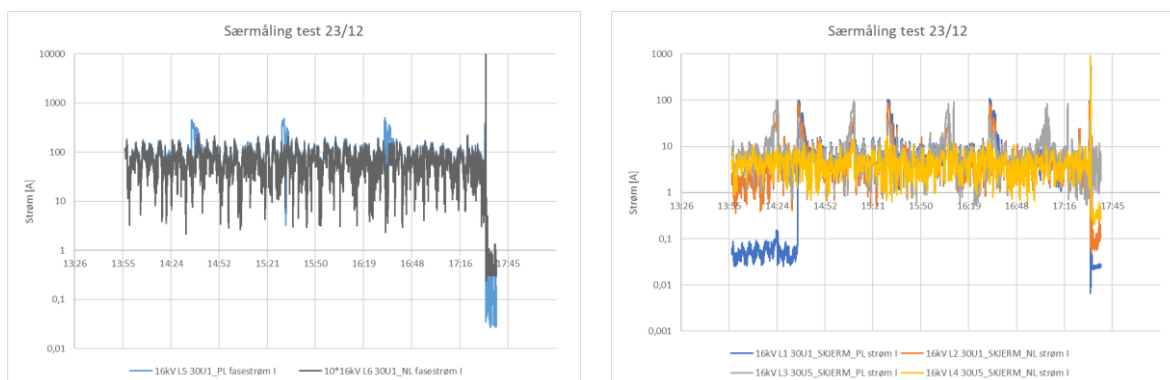 Særmåling test 23/12
10000
1000
100
10
1
0,1
0,01
Strøm [A]
13:26 13:55 14:24 14:52 15:21 15:50 16:19 16:48 17:16 17:45
16kV L5 30U1_PL fasestrøm I 10*16kV L6 30U1_NL fasestrøm I
Særmåling test 23/12
1000
100
10
1
0,1
0,01
0,001
Strøm [A]
13:26 13:55 14:24 14:52 15:21 15:50 16:19 16:48 17:16 17:45
16kV L1 30U1_SKJERM_PL strøm I 16kV L2 30U1_SKJERM_NL strøm I
16kV L3 30U5_SKJERM_PL strøm I 16kV L4 30U5_SKJERM_NL strøm I